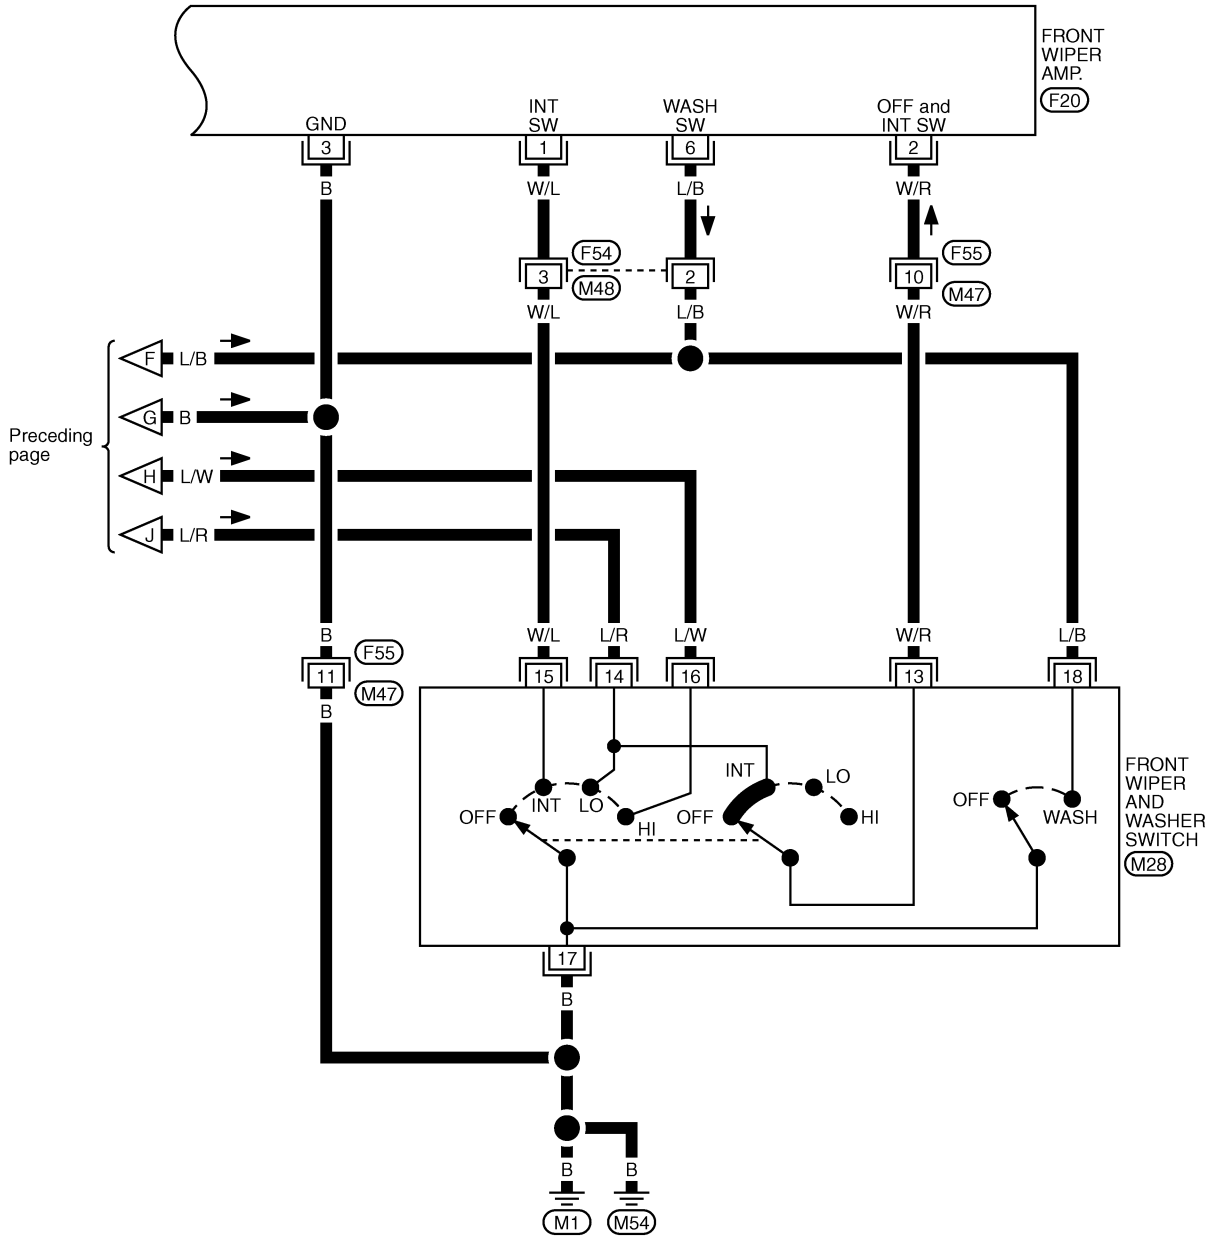 FRONT
WIPER
AMP.
F20
GND
INT
SW
WASH
SW
OFF and
INT SW
3
1
6
2
B
W/L
L/B
W/R
F54
F55
3
2
10
M48
M47
W/L
L/B
W/R
F
L/B
G
B
Preceding
page
H
L/W
J
L/R
B
W/L
L/R
L/W
W/R
L/B
F55
11
15
14
16
13
18
M47
B
FRONT
WIPER
AND
WASHER
SWITCH
M28
OFF
INT
LO
HI
OFF
INT
LO
HI
OFF
WASH
17
B
B
B
M1
M54